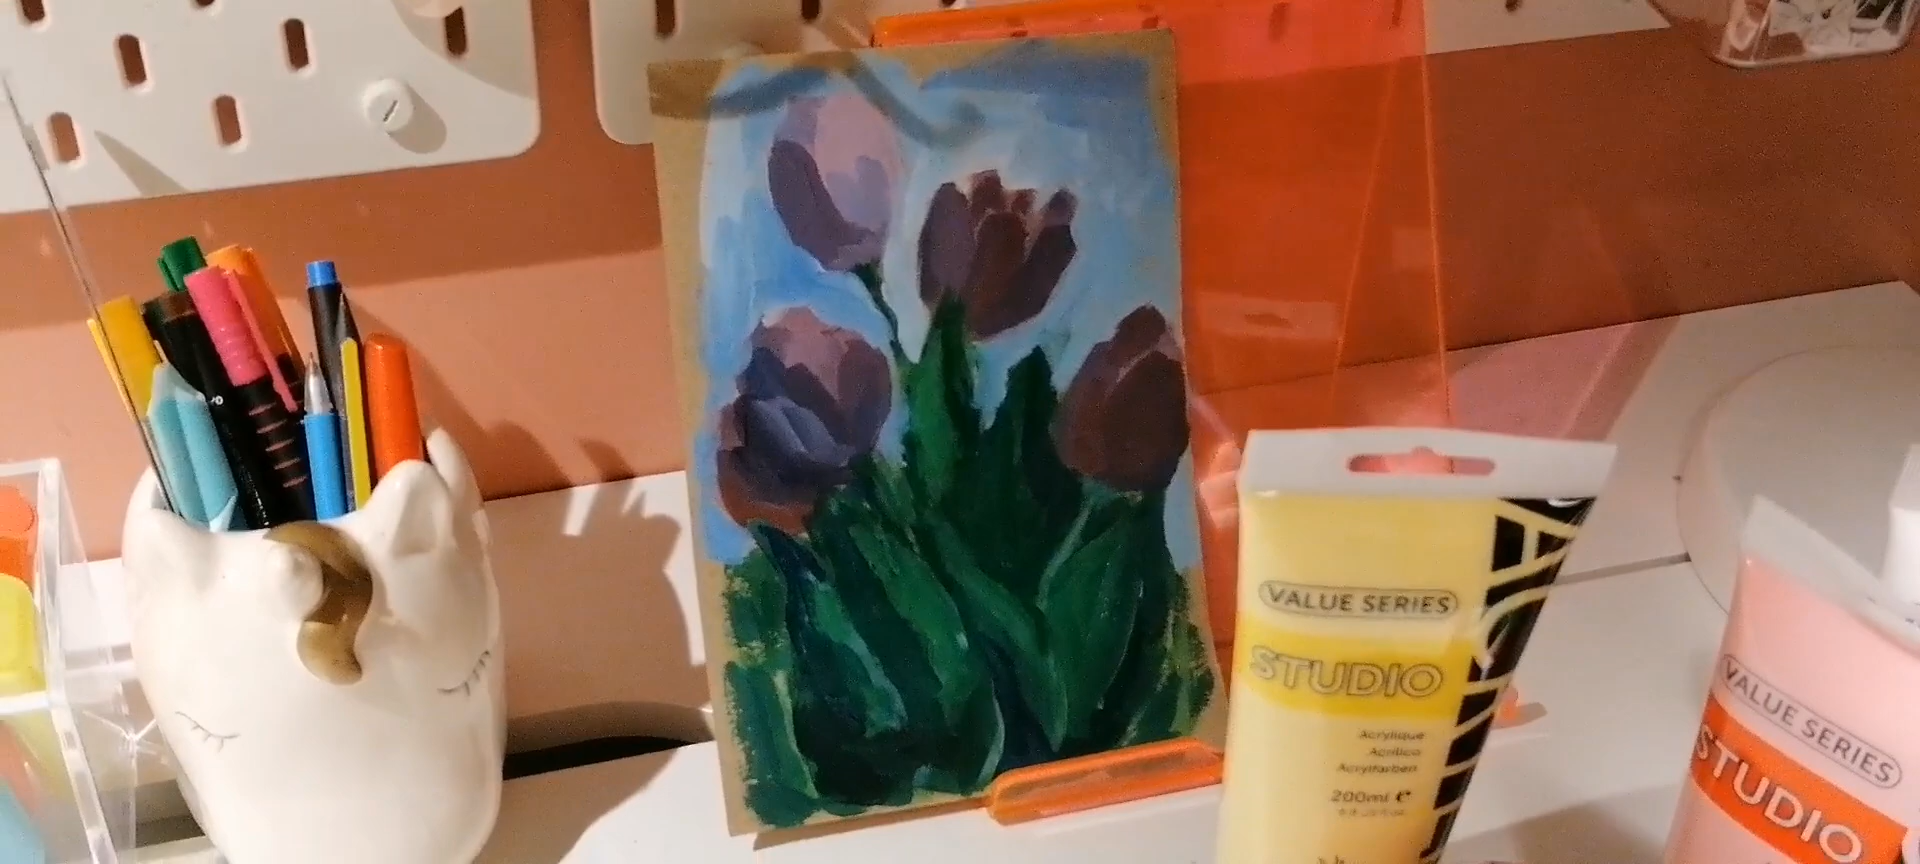 VALUE SERIES
STUDIO
Acrylique
Acrílico
Acrylfarben
200ml ℮
VALUE SERIES
STUDIO